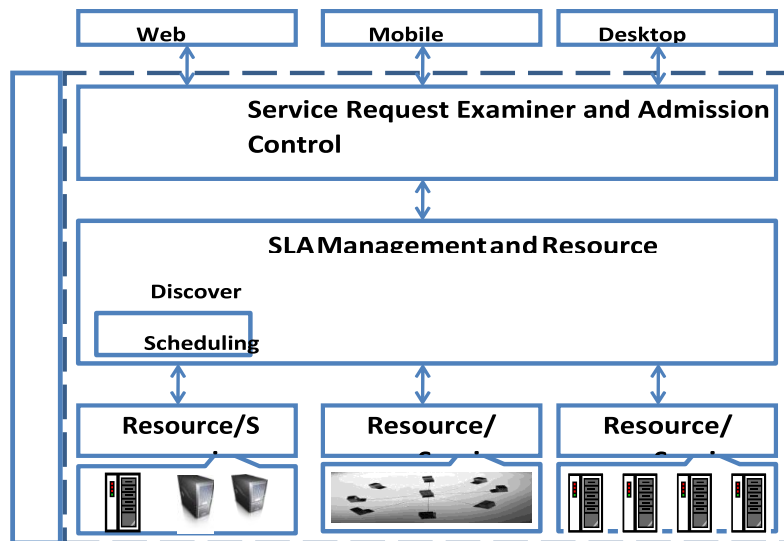 Web
Mobile
Desktop
Service Request Examiner and Admission
Control
SLA Management and Resource
Discover
Scheduling
Resource/S
Resource/
Resource/